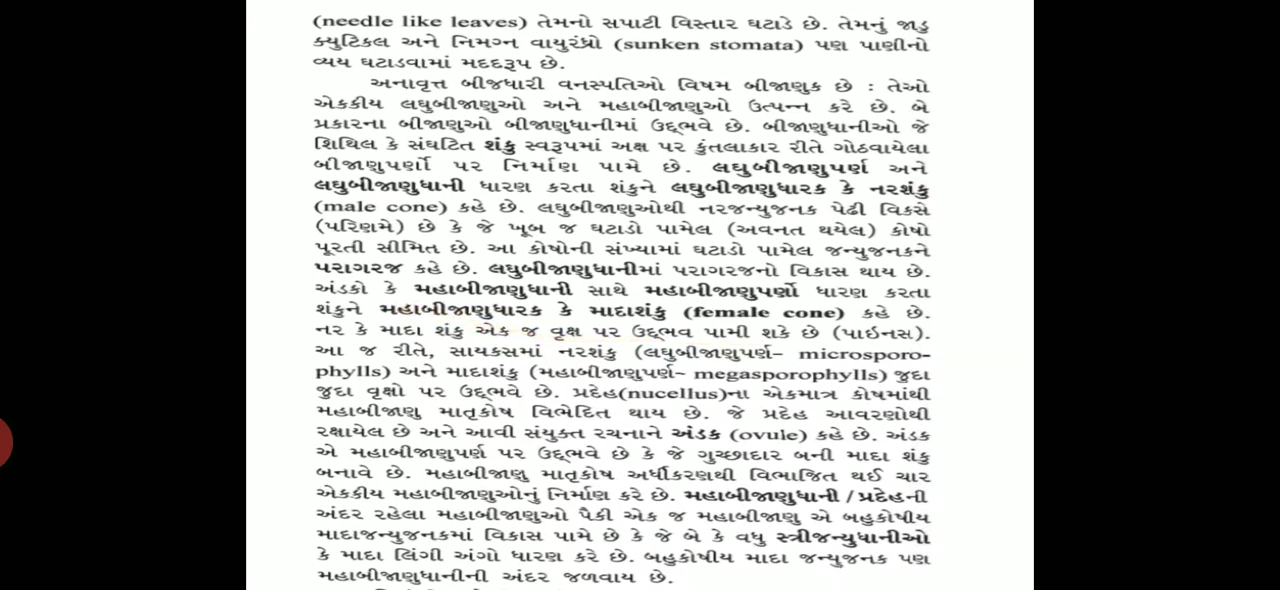 (needle like leaves) તેમનો સપાટી વિસ્તાર ઘટાડે છે. તેમનું જાડુ
ક્યુટિકલ અને નિમગ્ન વાયુરંધ્રો (sunken stomata) પણ પાણીનો
વ્યય ઘટાડવામાં મદદરૂપ છે.
અનાવૃત્ત બીજધારી વનસ્પતિઓ વિષમ બીજાણુક છે : તેઓ
એકકીય લઘુબીજાણુઓ અને મહાબીજાણુઓ ઉત્પન્ન કરે છે. બે
પ્રકારના બીજાણુઓ બીજાણુધાનીમાં ઉદ્ભવે છે. બીજાણુધાનીઓ જે
શિથિલ કે સંઘટિત શંકુ સ્વરૂપમાં અક્ષ પર કુંતલાકાર રીતે ગોઠવાયેલા
બીજાણુપર્ણો પર નિર્માણ પામે છે. લઘુબીજાણુપર્ણ અને
લઘુબીજાણુધાની ધારણ કરતા શંકુને લઘુબીજાણુધારક કે નરશંકુ
(male cone) કહે છે. લઘુબીજાણુઓથી નરજન્યુજનક પેઢી વિકસે
(પરિણમે) છે કે જે ખૂબ જ ઘટાડો પામેલ (અવનત થયેલ) કોષો
પૂરતી સીમિત છે. આ કોષોની સંખ્યામાં ઘટાડો પામેલ જન્યુજનકને
પરાગરજ કહે છે. લઘુબીજાણુધાનીમાં પરાગરજનો વિકાસ થાય છે.
અંડકો કે મહાબીજાણુધાની સાથે મહાબીજાણુપર્ણો ધારણ કરતા
શંકુને મહાબીજાણુધારક કે માદાશંકુ (female cone) કહે છે.
નર કે માદા શંકુ એક જ વૃક્ષ પર ઉદ્ભવ પામી શકે છે (પાઇનસ).
આ જ રીતે, સાયકસમાં નરશંકુ (લઘુબીજાણુપર્ણ– microsporo-
phylls) અને માદાશંકુ (મહાબીજાણુપર્ણ– megasporophylls) જુદા
જુદા વૃક્ષો પર ઉદ્ભવે છે. પ્રદેહ(nucellus)ના એકમાત્ર કોષમાંથી
મહાબીજાણુ માતૃકોષ વિભેદિત થાય છે. જે પ્રદેહ આવરણોથી
રક્ષાયેલ છે અને આવી સંયુક્ત રચનાને અંડક (ovule) કહે છે. અંડક
એ મહાબીજાણુપર્ણ પર ઉદ્ભવે છે કે જે ગુચ્છાદાર બની માદા શંકુ
બનાવે છે. મહાબીજાણુ માતૃકોષ અર્ધીકરણથી વિભાજિત થઈ ચાર
એકકીય મહાબીજાણુઓનું નિર્માણ કરે છે. મહાબીજાણુધાની / પ્રદેહની
અંદર રહેલા મહાબીજાણુઓ પૈકી એક જ મહાબીજાણુ એ બહુકોષીય
માદાજન્યુજનકમાં વિકાસ પામે છે કે જે બે કે વધુ સ્ત્રીજન્યુધાનીઓ
કે માદા લિંગી અંગો ધારણ કરે છે. બહુકોષીય માદા જન્યુજનક પણ
મહાબીજાણુધાનીની અંદર જળવાય છે.